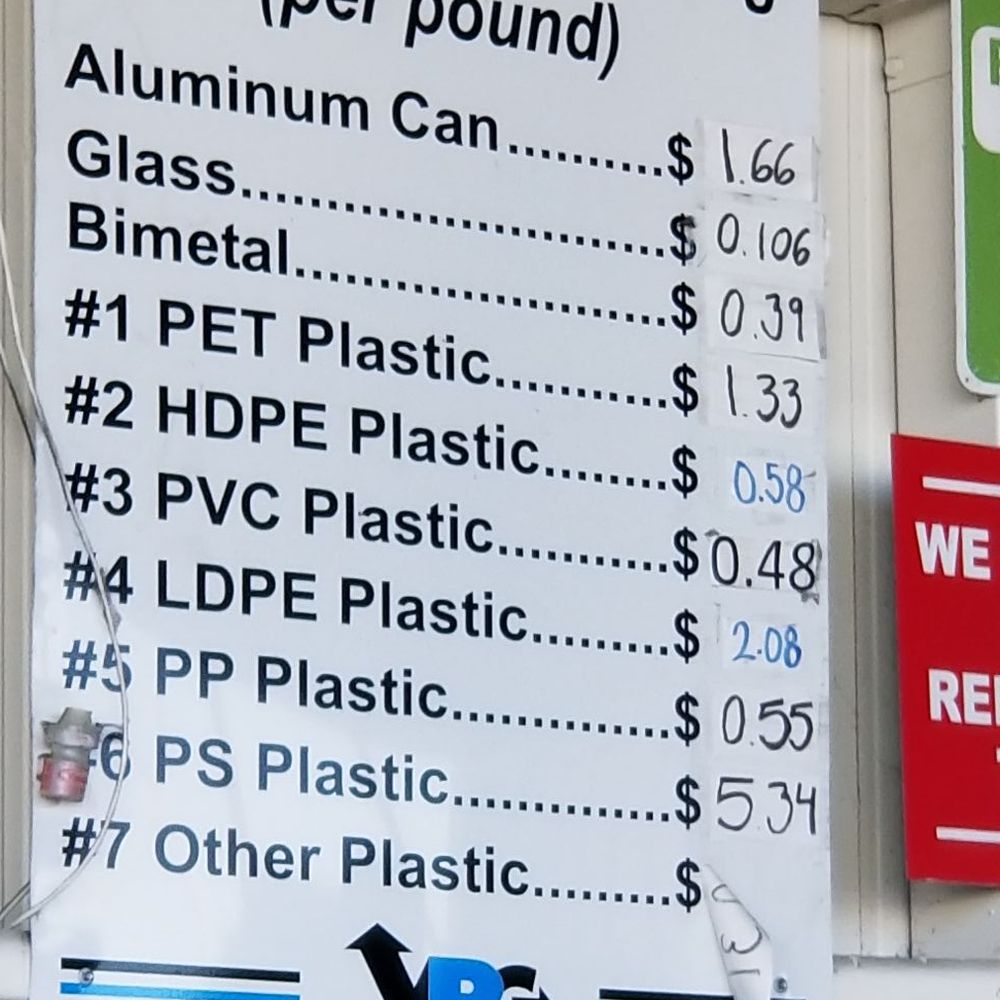 (per pound)
Aluminum Can..........$ 1.66
Glass..............................$ 0.106
Bimetal..........................$ 0.39
#1 PET Plastic............$ 1.33
#2 HDPE Plastic........$ 0.58
#3 PVC Plastic............$ 0.48
#4 LDPE Plastic.........$ 2.08
#5 PP Plastic...............$ 0.55
#6 PS Plastic...............$ 5.34
#7 Other Plastic.........$
WE